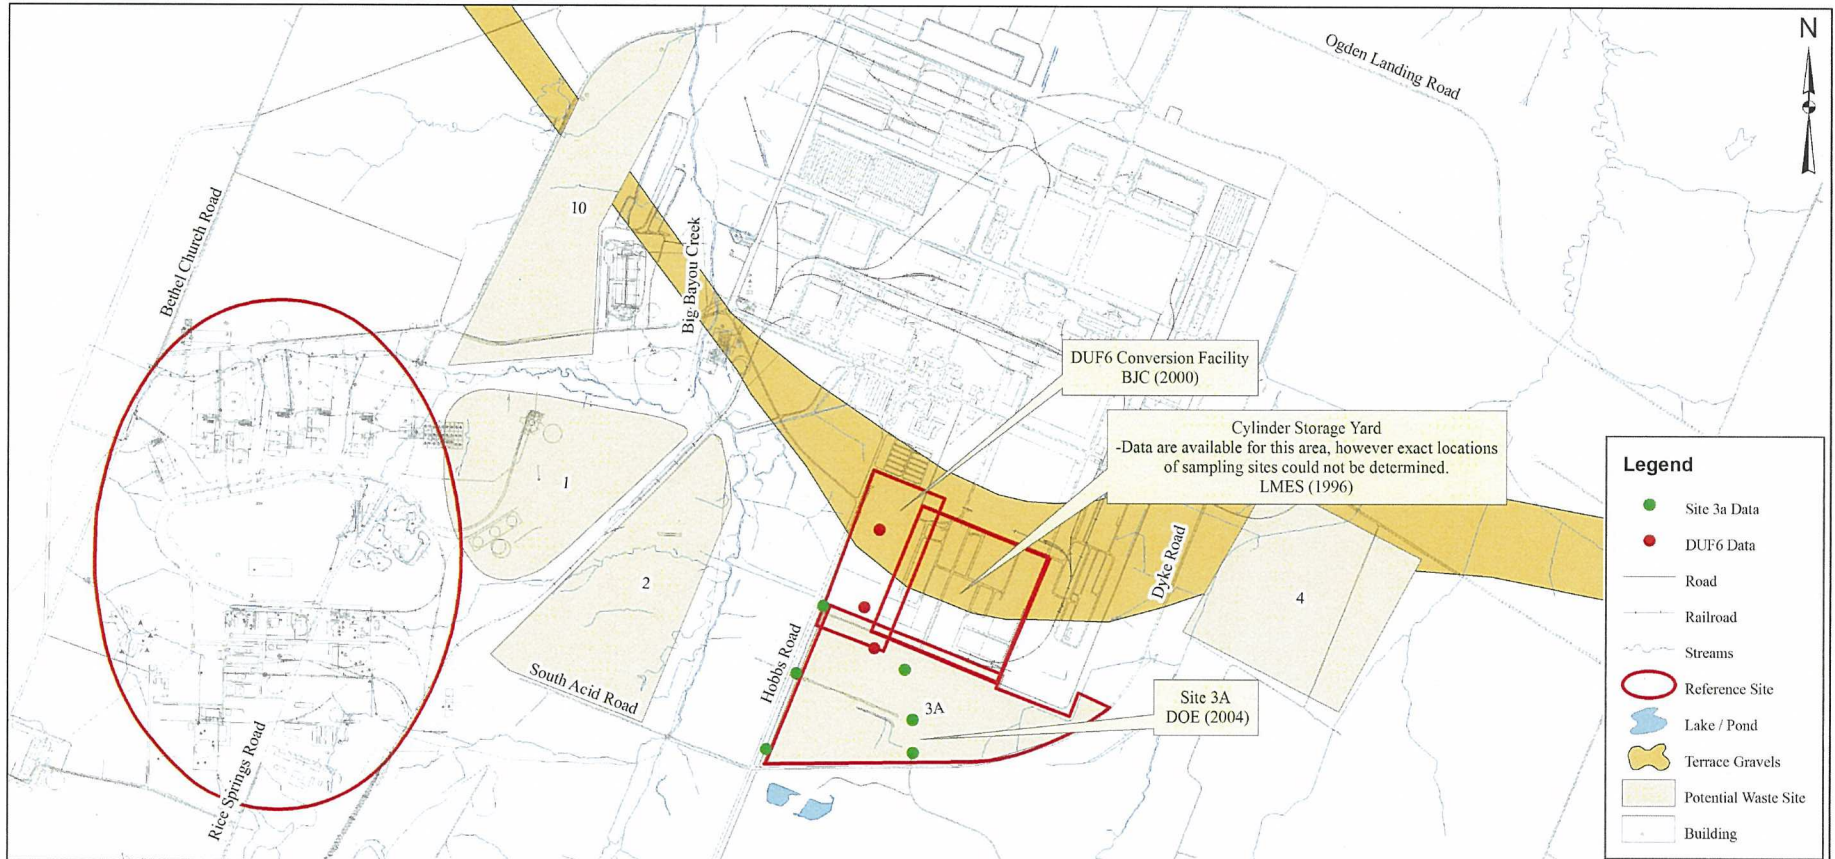 N
Ogden Landing Road
Bethel Church Road
10
Big Bayou Creek
DUF6 Conversion Facility
BJC (2000)
Cylinder Storage Yard
-Data are available for this area, however exact locations
of sampling sites could not be determined.
LMES (1996)
1
2
Dyke Road
4
Hobbs Road
South Acid Road
3A
Site 3A
DOE (2004)
Rice Springs Road
Legend
Site 3a Data
DUF6 Data
Road
Railroad
Streams
Reference Site
Lake / Pond
Terrace Gravels
Potential Waste Site
Building